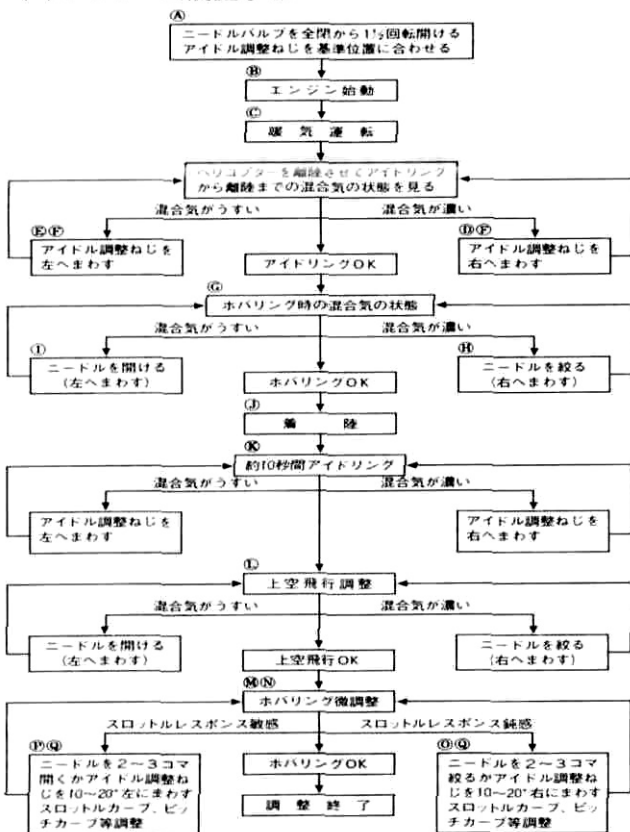 Ⓐ
ニードルバルブを全閉から1½回転開ける
アイドル調整ねじを基準位置に合わせる
Ⓑ
エンジン始動
Ⓒ
暖気運転
ヘリコプターを離陸させてアイドリング
から離陸までの混合気の状態を見る
混合気がうすい 混合気が濃い
ⒺⒻ
アイドル調整ねじを
左へまわす
ⒹⒻ
アイドル調整ねじを
右へまわす
アイドリングOK
Ⓖ
ホバリング時の混合気の状態
混合気がうすい 混合気が濃い
Ⓘ
ニードルを開ける
(左へまわす)
Ⓗ
ニードルを絞る
(右へまわす)
ホバリングOK
Ⓙ
着陸
Ⓚ
約10秒間アイドリング
混合気がうすい 混合気が濃い
アイドル調整ねじを
左へまわす
アイドル調整ねじを
右へまわす
Ⓛ
上空飛行調整
混合気がうすい 混合気が濃い
ニードルを開ける
(左へまわす)
ニードルを絞る
(右へまわす)
上空飛行OK
ⓂⓃ
ホバリング微調整
スロットルレスポンス敏感 スロットルレスポンス鈍感
ⓅⓆ
ニードルを2〜3コマ
開くかアイドル調整ね
じを10〜20°左にまわす
スロットルカーブ、ピッ
チカーブ等調整
ⓄⓆ
ニードルを2〜3コマ
絞るかアイドル調整ねじ
を10〜20°右にまわす
スロットルカーブ、ピッ
チカーブ等調整
ホバリングOK
調整終了